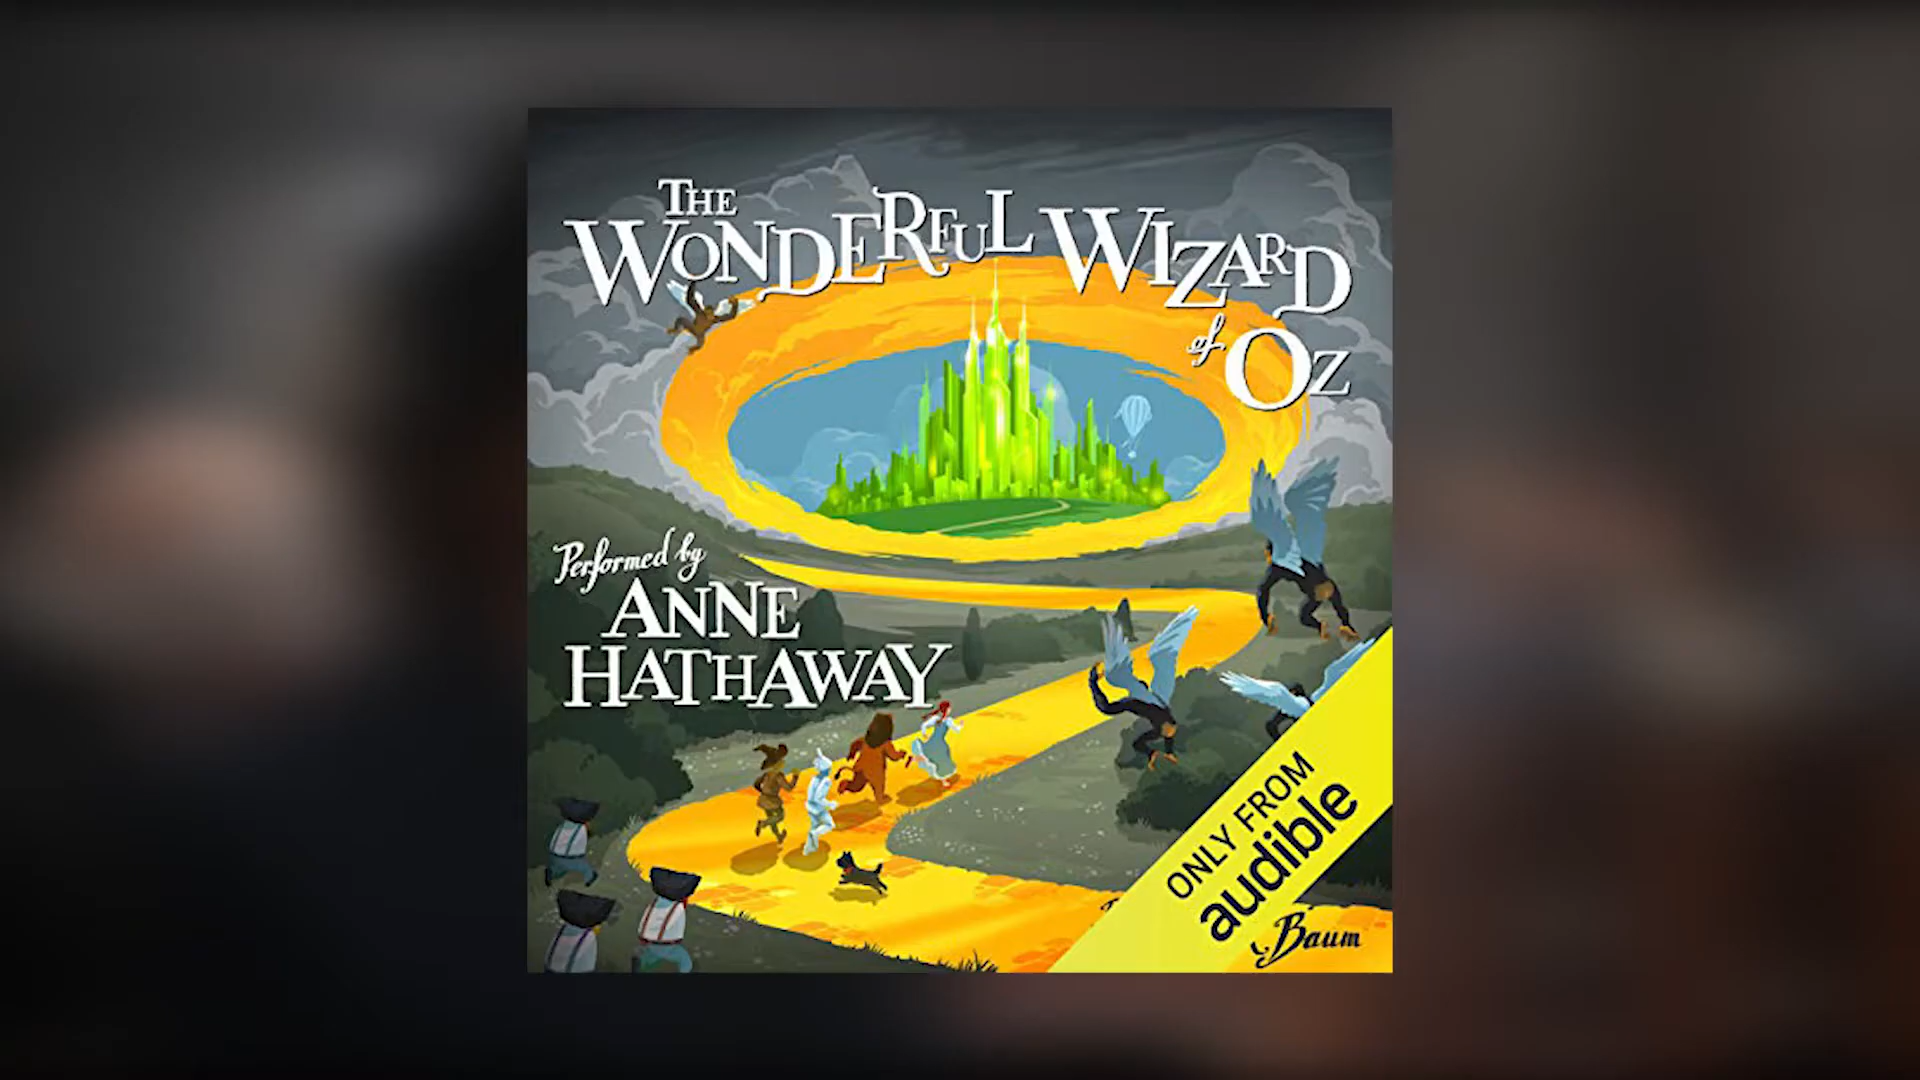 THE
WONDERFUL WIZARD
of OZ
Performed by
ANNE
HATHAWAY
ONLY FROM
audible
Baum